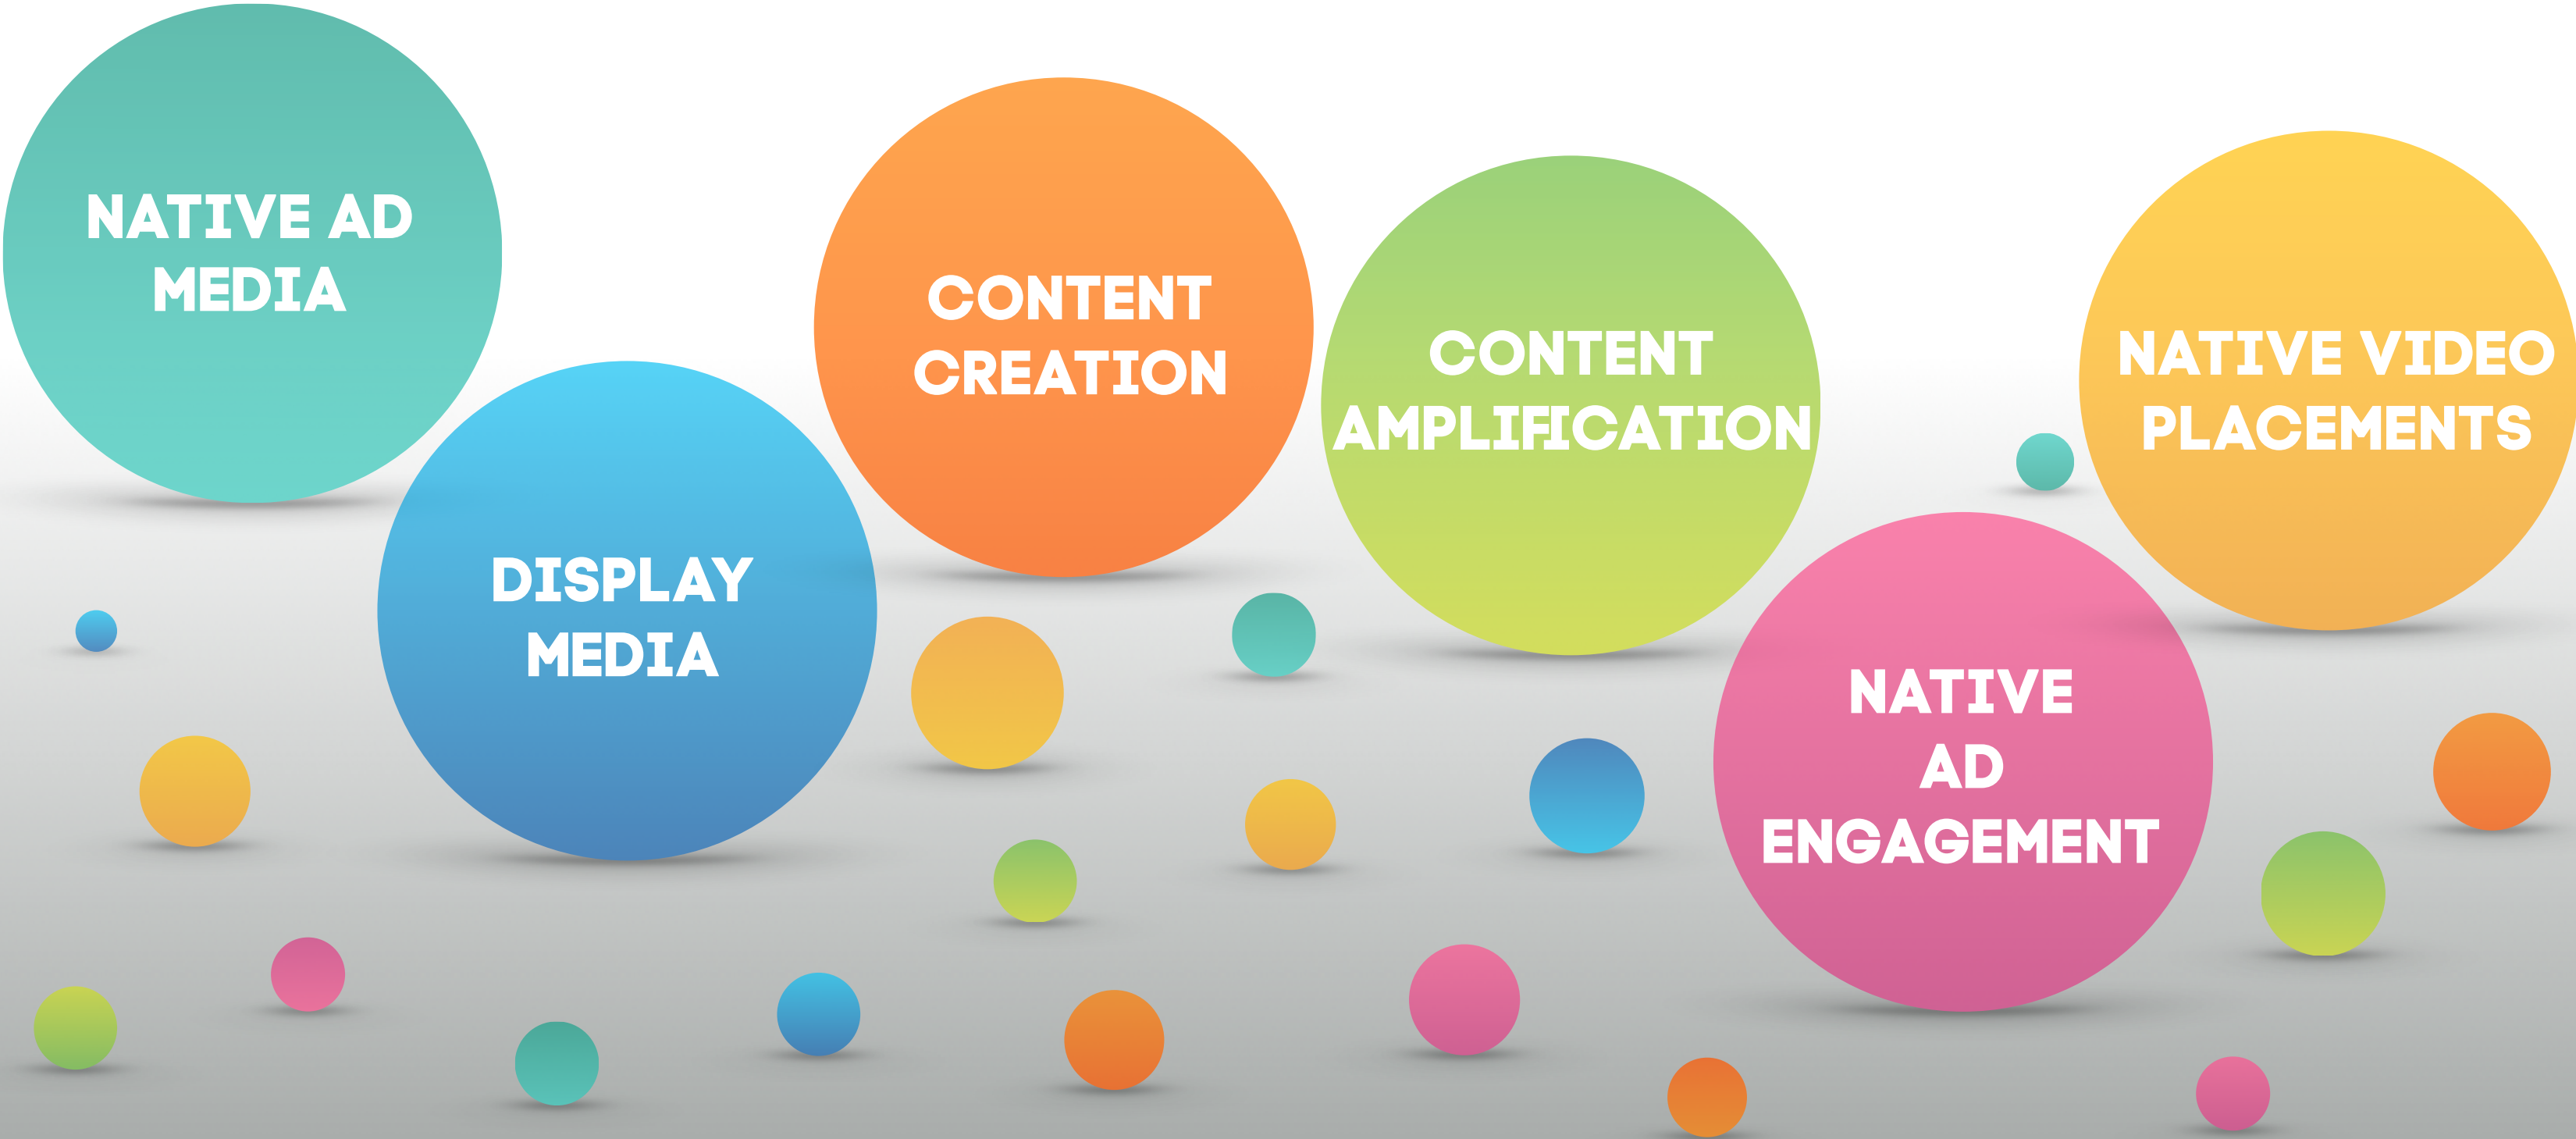 NATIVE AD
MEDIA
DISPLAY
MEDIA
CONTENT
CREATION
CONTENT
AMPLIFICATION
NATIVE
AD
ENGAGEMENT
NATIVE VIDEO
PLACEMENTS